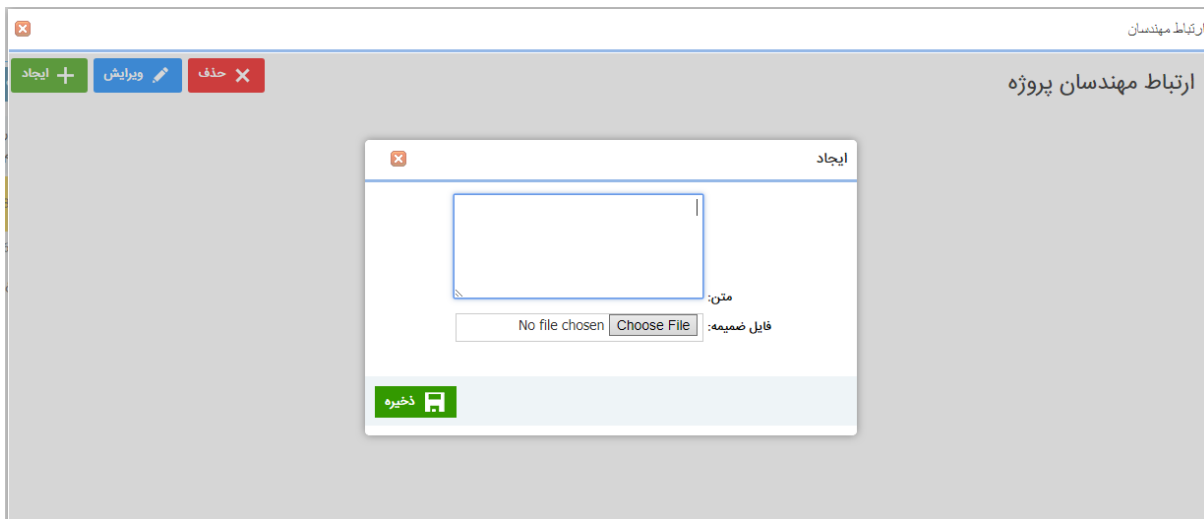 ارتباط مهندسان
ارتباط مهندسان پروژه
حذف
ویرایش
ایجاد
ایجاد
متن:
فایل ضمیمه: Choose File No file chosen
ذخیره